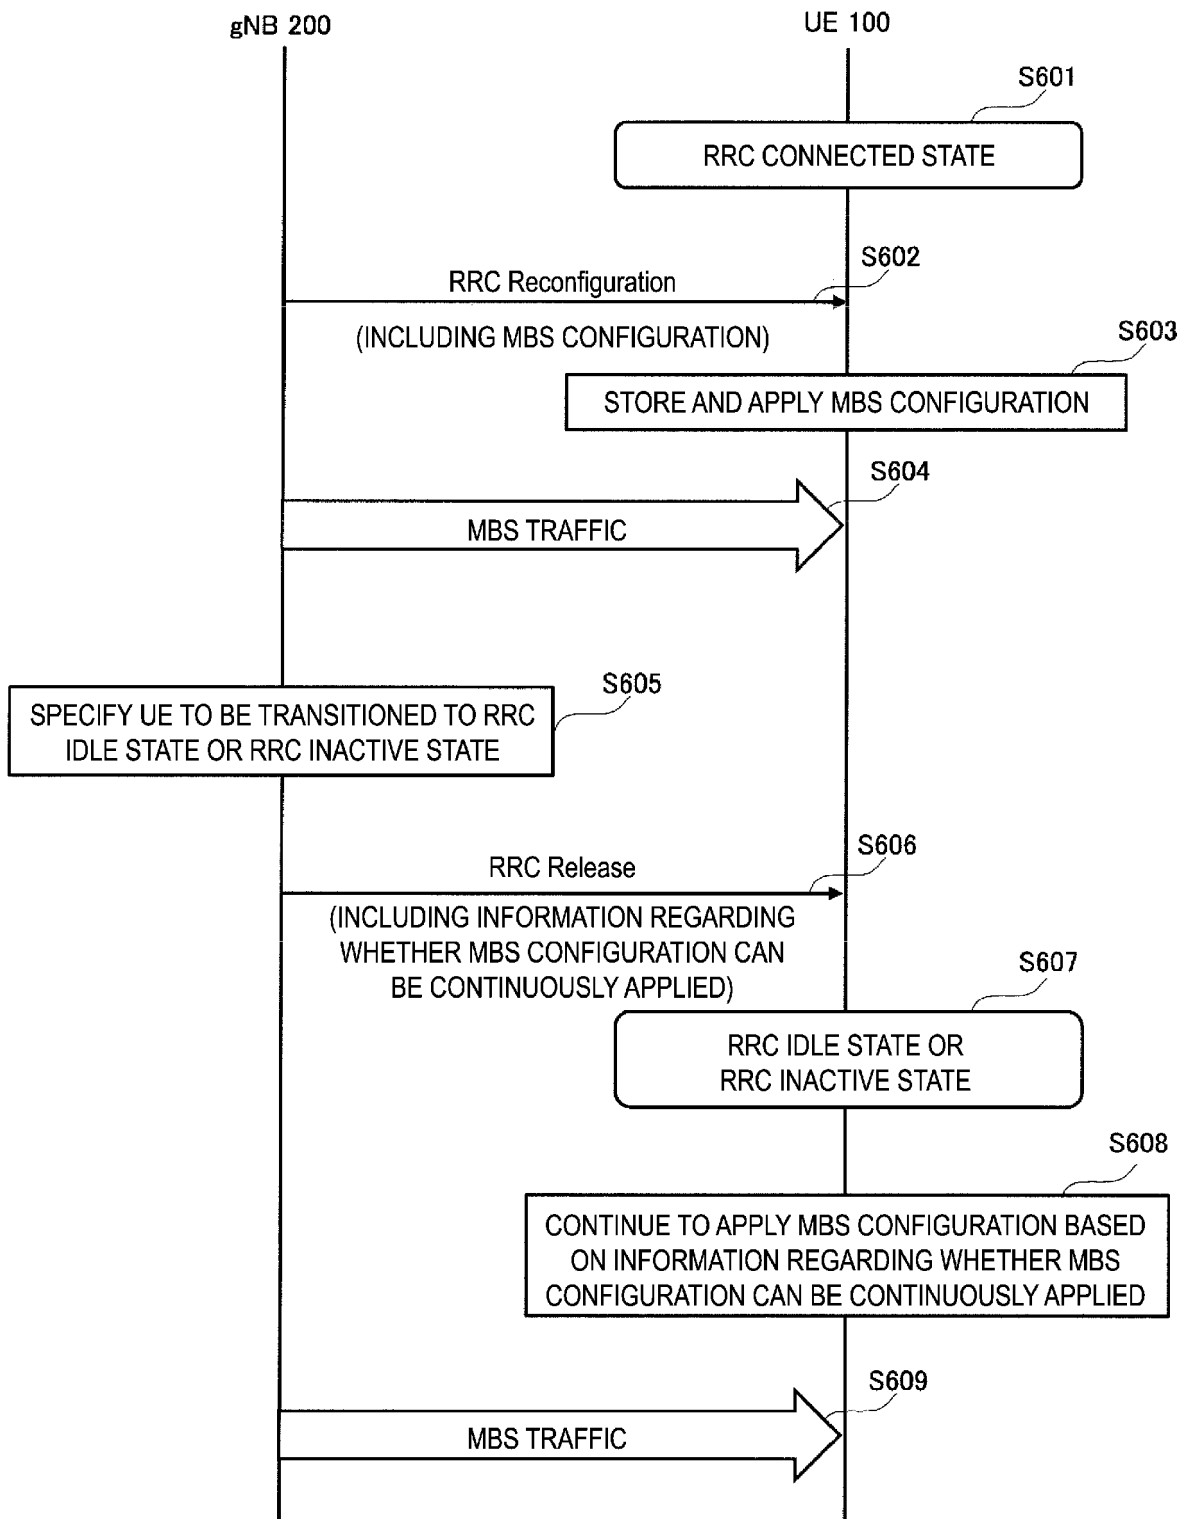 gNB 200
UE 100
S601
RRC CONNECTED STATE
S602
RRC Reconfiguration
(INCLUDING MBS CONFIGURATION)
S603
STORE AND APPLY MBS CONFIGURATION
S604
MBS TRAFFIC
S605
SPECIFY UE TO BE TRANSITIONED TO RRC
IDLE STATE OR RRC INACTIVE STATE
S606
RRC Release
(INCLUDING INFORMATION REGARDING
WHETHER MBS CONFIGURATION CAN
BE CONTINUOUSLY APPLIED)
S607
RRC IDLE STATE OR
RRC INACTIVE STATE
S608
CONTINUE TO APPLY MBS CONFIGURATION BASED
ON INFORMATION REGARDING WHETHER MBS
CONFIGURATION CAN BE CONTINUOUSLY APPLIED
S609
MBS TRAFFIC